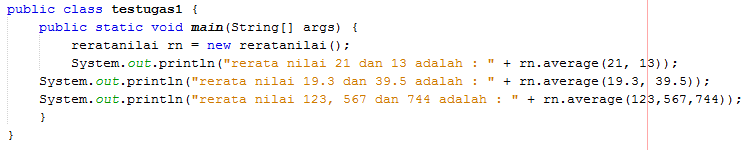 public class testugas1 {
public static void main(String[] args) {
reratanilai rn = new reratanilai();
System.out.println("rerata nilai 21 dan 13 adalah : " + rn.average(21, 13));
System.out.println("rerata nilai 19.3 dan 39.5 adalah : " + rn.average(19.3, 39.5));
System.out.println("rerata nilai 123, 567 dan 744 adalah : " + rn.average(123,567,744));
}
}